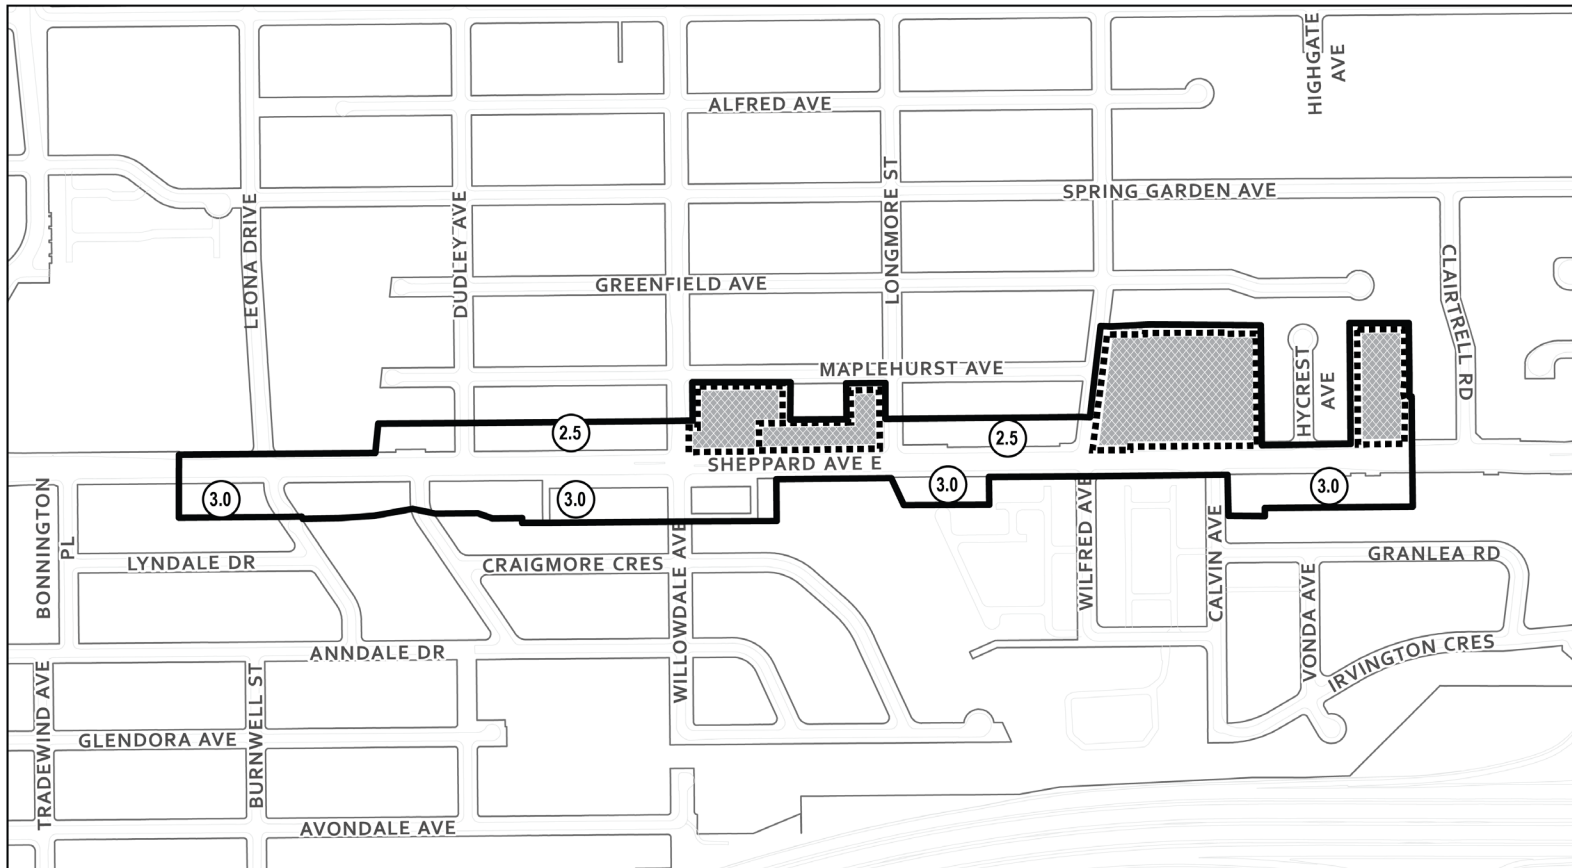 HIGHGATE
AVE
ALFRED AVE
SPRING GARDEN AVE
LEONA DRIVE
DUDLEY AVE
LONGMORE ST
GREENFIELD AVE
CLAIRTRELL RD
MAPLEHURST AVE
HYCREST
AVE
2.5
2.5
SHEPPARD AVE E
3.0
3.0
3.0
3.0
BONNINGTON
PL
LYNDALE DR
CRAIGMORE CRES
WILLOWDALE AVE
WILFRED AVE
CALVIN AVE
GRANLEA RD
VONDA AVE
IRVINGTON CRES
ANNDALE DR
TRADEWIND AVE
BURNWELL ST
GLENDORA AVE
AVONDALE AVE